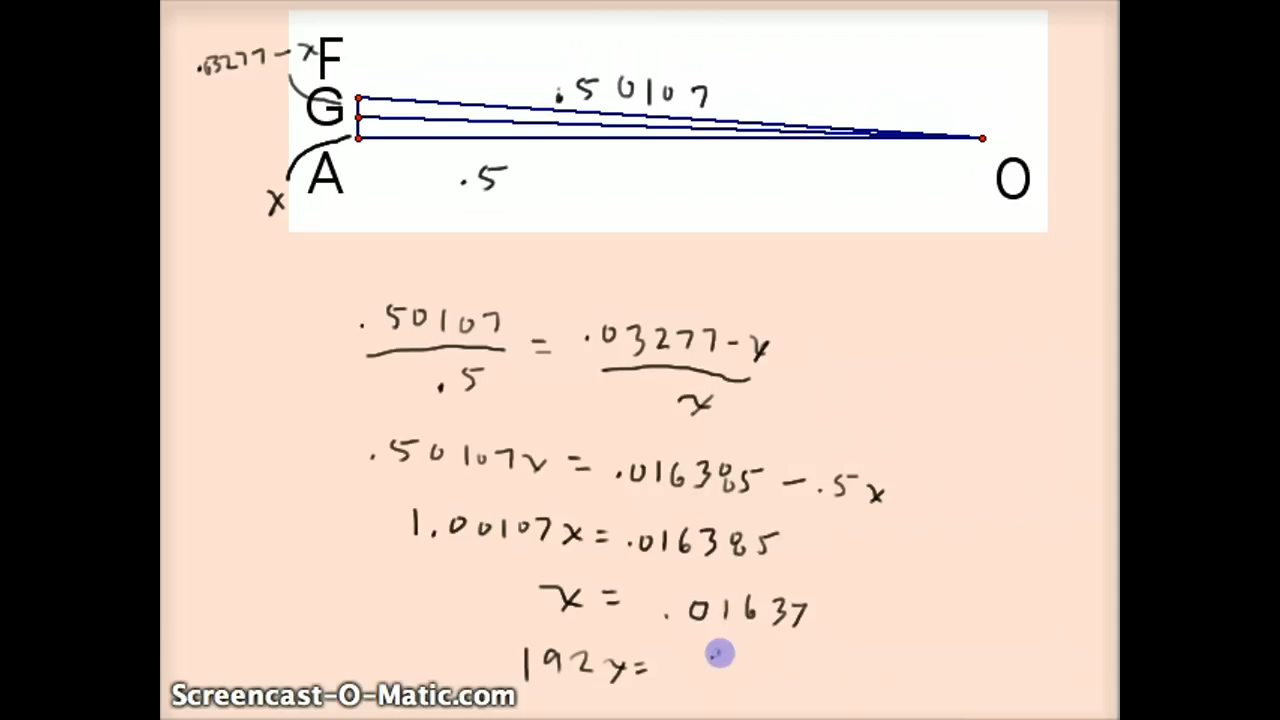 .03277-x
F
.50107
G
A
x
.5
O
.50107/.5 = .03277-x/x
.50107x = .016385 - .5x
1.00107x = .016385
x = .01637
192x =
Screencast-O-Matic.com